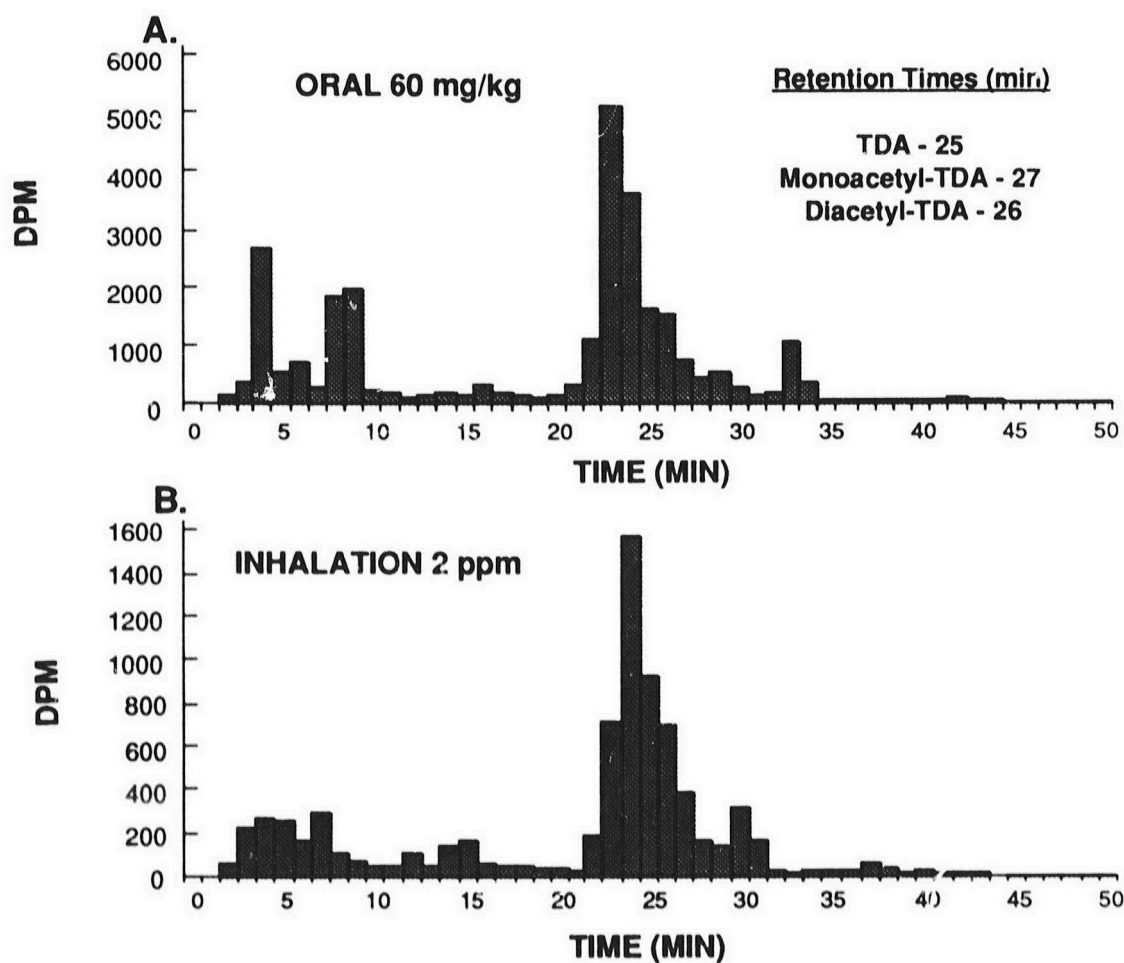 A.
6000
5000
4000
3000
2000
1000
0
DPM
ORAL 60 mg/kg
Retention Times (min)
TDA - 25
Monoacetyl-TDA - 27
Diacetyl-TDA - 26
0 5 10 15 20 25 30 35 40 45 50
TIME (MIN)
B.
1600
1400
1200
1000
800
600
400
200
0
DPM
INHALATION 2 ppm
0 5 10 15 20 25 30 35 40 45 50
TIME (MIN)